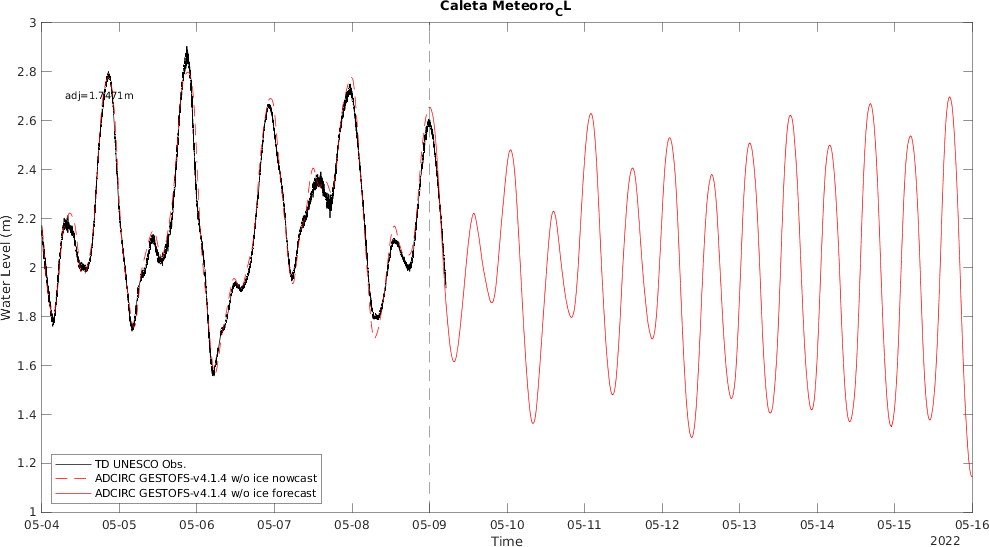 Caleta Meteoro_CL
3
2.8
adj=1.7471m
2.6
2.4
2.2
2
1.8
1.6
1.4
1.2
1
Water Level (m)
TD UNESCO Obs.
ADCIRC GESTOFS-v4.1.4 w/o ice nowcast
ADCIRC GESTOFS-v4.1.4 w/o ice forecast
05-04 05-05 05-06 05-07 05-08 05-09 05-10 05-11 05-12 05-13 05-14 05-15 05-16
Time
2022